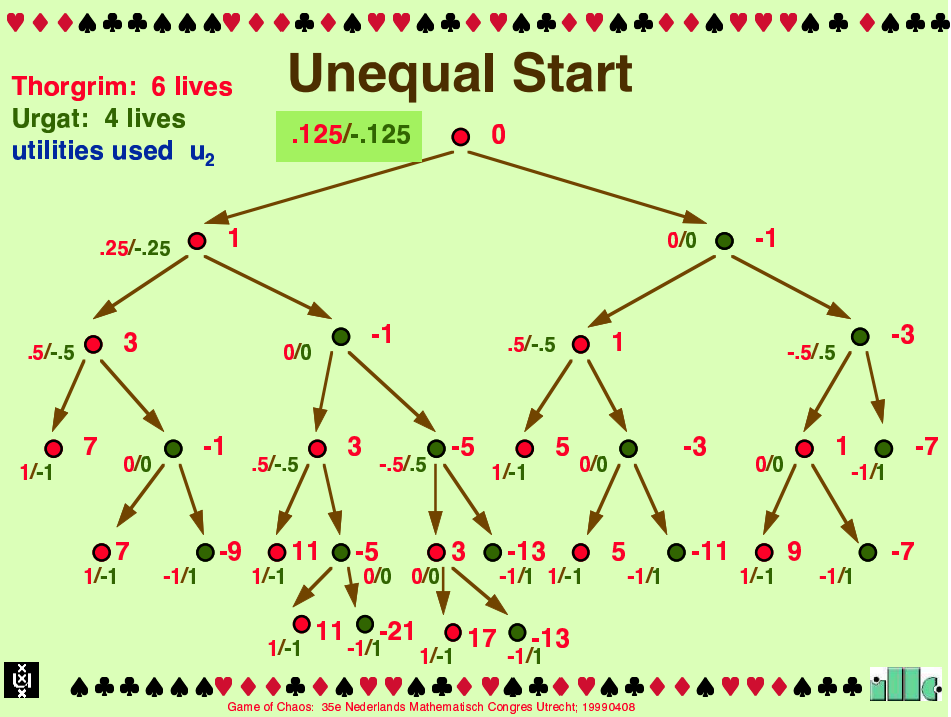 Unequal Start
Thorgrim: 6 lives
Urgat: 4 lives
utilities used u2
.125/-.125 0
.25/-.25 1 0/0 -1
.5/-.5 3 0/0 -1 .5/-.5 1 -.5/.5 -3
1/-1 7 0/0 -1 .5/-.5 3 -.5/.5 -5 1/-1 5 0/0 -3 0/0 1 -1/1 -7
7 -9 11 -5 3 -13 5 -11 9 -7
1/-1 -1/1 1/-1 0/0 0/0 -1/1 1/-1 -1/1 1/-1 -1/1
11 -21 17 -13
1/-1 -1/1 1/-1 -1/1
Game of Chaos: 35e Nederlands Mathematisch Congres Utrecht; 19990408